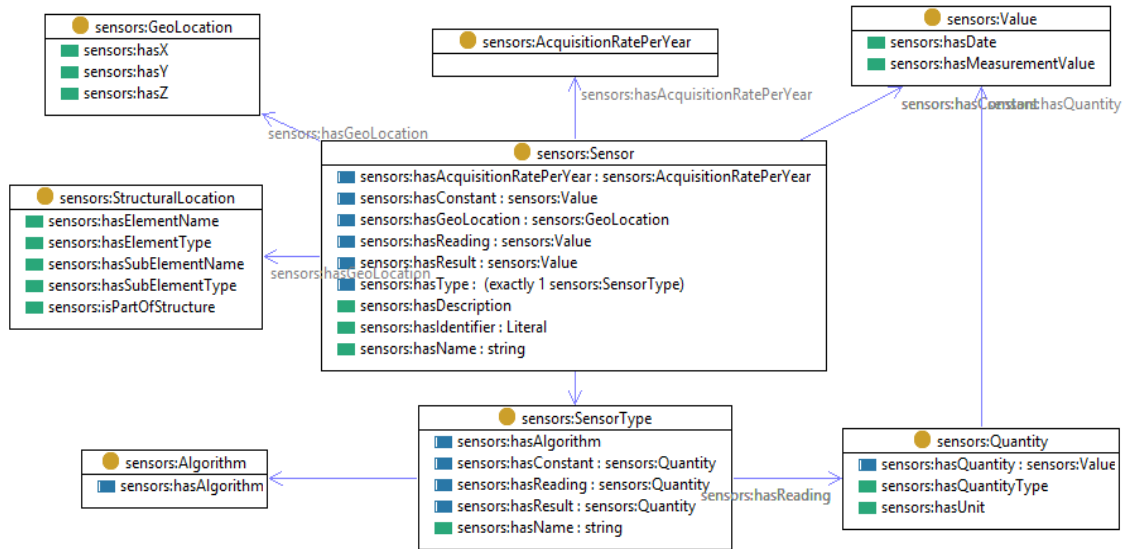 sensors:GeoLocation
sensors:hasX
sensors:hasY
sensors:hasZ
sensors:AcquisitionRatePerYear
sensors:Value
sensors:hasDate
sensors:hasMeasurementValue
sensors:hasAcquisitionRatePerYear
sensors:hasConstant
sensors:hasQuantity
sensors:hasGeoLocation
sensors:Sensor
sensors:hasAcquisitionRatePerYear : sensors:AcquisitionRatePerYear
sensors:hasConstant : sensors:Value
sensors:hasGeoLocation : sensors:GeoLocation
sensors:hasReading : sensors:Value
sensors:hasResult : sensors:Value
sensors:hasType : (exactly 1 sensors:SensorType)
sensors:hasDescription
sensors:hasIdentifier : Literal
sensors:hasName : string
sensors:StructuralLocation
sensors:hasElementName
sensors:hasElementType
sensors:hasSubElementName
sensors:hasSubElementType
sensors:isPartOfStructure
sensors:hasGeoLocation
sensors:SensorType
sensors:hasAlgorithm
sensors:hasConstant : sensors:Quantity
sensors:hasReading : sensors:Quantity
sensors:hasResult : sensors:Quantity
sensors:hasName : string
sensors:Algorithm
sensors:hasAlgorithm
sensors:hasReading
sensors:Quantity
sensors:hasQuantity : sensors:Value
sensors:hasQuantityType
sensors:hasUnit